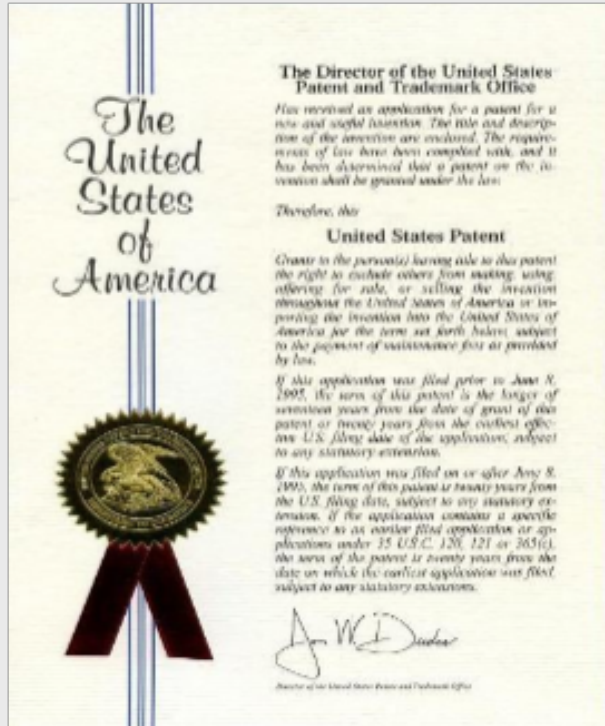 The
United
States
of
America
The Director of the United States
Patent and Trademark Office
Has received an application for a patent for a
new and useful invention. The title and descrip-
tion of the invention are enclosed. The require-
ments of law have been complied with, and it
has been determined that a patent on the in-
vention shall be granted under the law.
Therefore, this
United States Patent
Grants to the person(s) having title to this patent
the right to exclude others from making, using,
offering for sale, or selling the invention
throughout the United States of America or im-
porting the invention into the United States of
America for the term set forth below, subject
to the payment of maintenance fees as provided
by law.
If this application was filed prior to June 8,
1995, the term of this patent is the longer of
seventeen years from the date of grant of this
patent or twenty years from the earliest effec-
tive U.S. filing date of the application, subject
to any statutory extension.
If this application was filed on or after June 8,
1995, the term of this patent is twenty years from
the U.S. filing date, subject to any statutory ex-
tension. If the application contains a specific
reference to an earlier filed application or ap-
plications under 35 U.S.C. 120, 121 or 365(c),
the term of the patent is twenty years from the
date on which the earliest application was filed,
subject to any statutory extensions.
Jon W. Dudas
Director of the United States Patent and Trademark Office